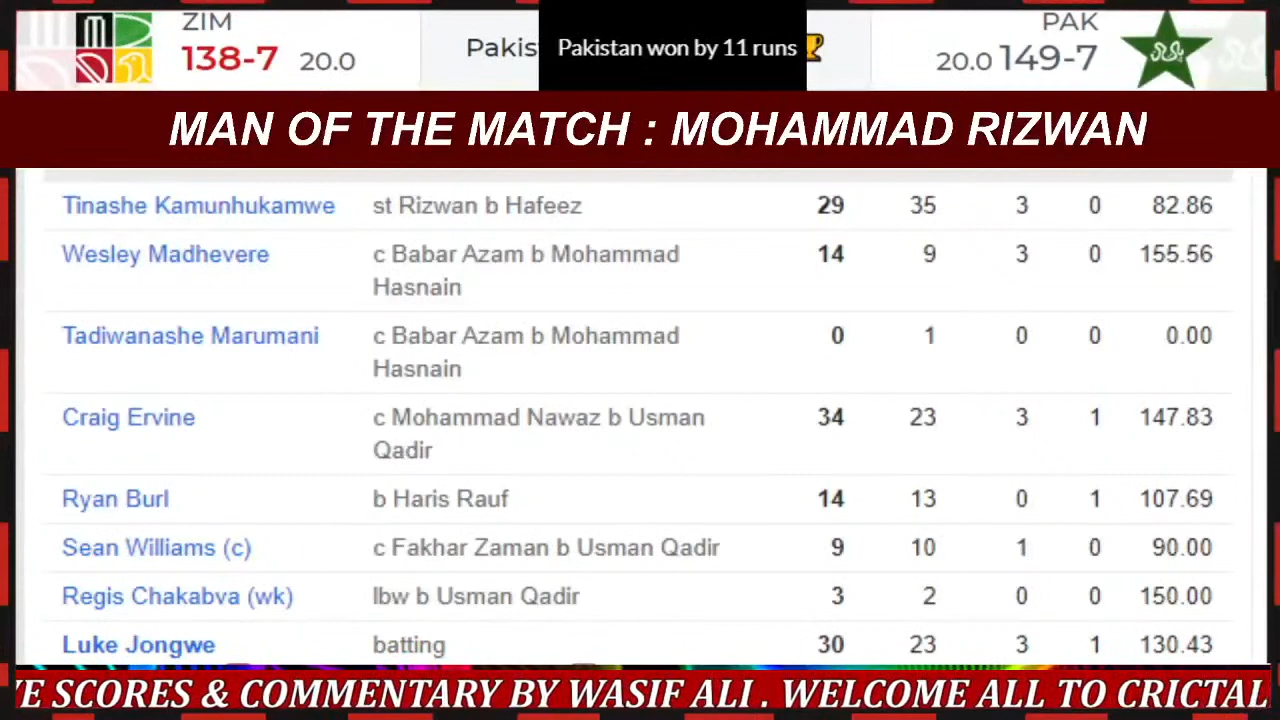 ZIM
138-7 20.0
Pakis
Pakistan won by 11 runs
PAK
20.0 149-7
MAN OF THE MATCH : MOHAMMAD RIZWAN
Tinashe Kamunhukamwe st Rizwan b Hafeez 29 35 3 0 82.86
Wesley Madhevere c Babar Azam b Mohammad 14 9 3 0 155.56
Hasnain
Tadiwanashe Marumani c Babar Azam b Mohammad 0 1 0 0 0.00
Hasnain
Craig Ervine c Mohammad Nawaz b Usman 34 23 3 1 147.83
Qadir
Ryan Burl b Haris Rauf 14 13 0 1 107.69
Sean Williams (c) c Fakhar Zaman b Usman Qadir 9 10 1 0 90.00
Regis Chakabva (wk) lbw b Usman Qadir 3 2 0 0 150.00
Luke Jongwe batting 30 23 3 1 130.43
VE SCORES & COMMENTARY BY WASIF ALI . WELCOME ALL TO CRICTAL